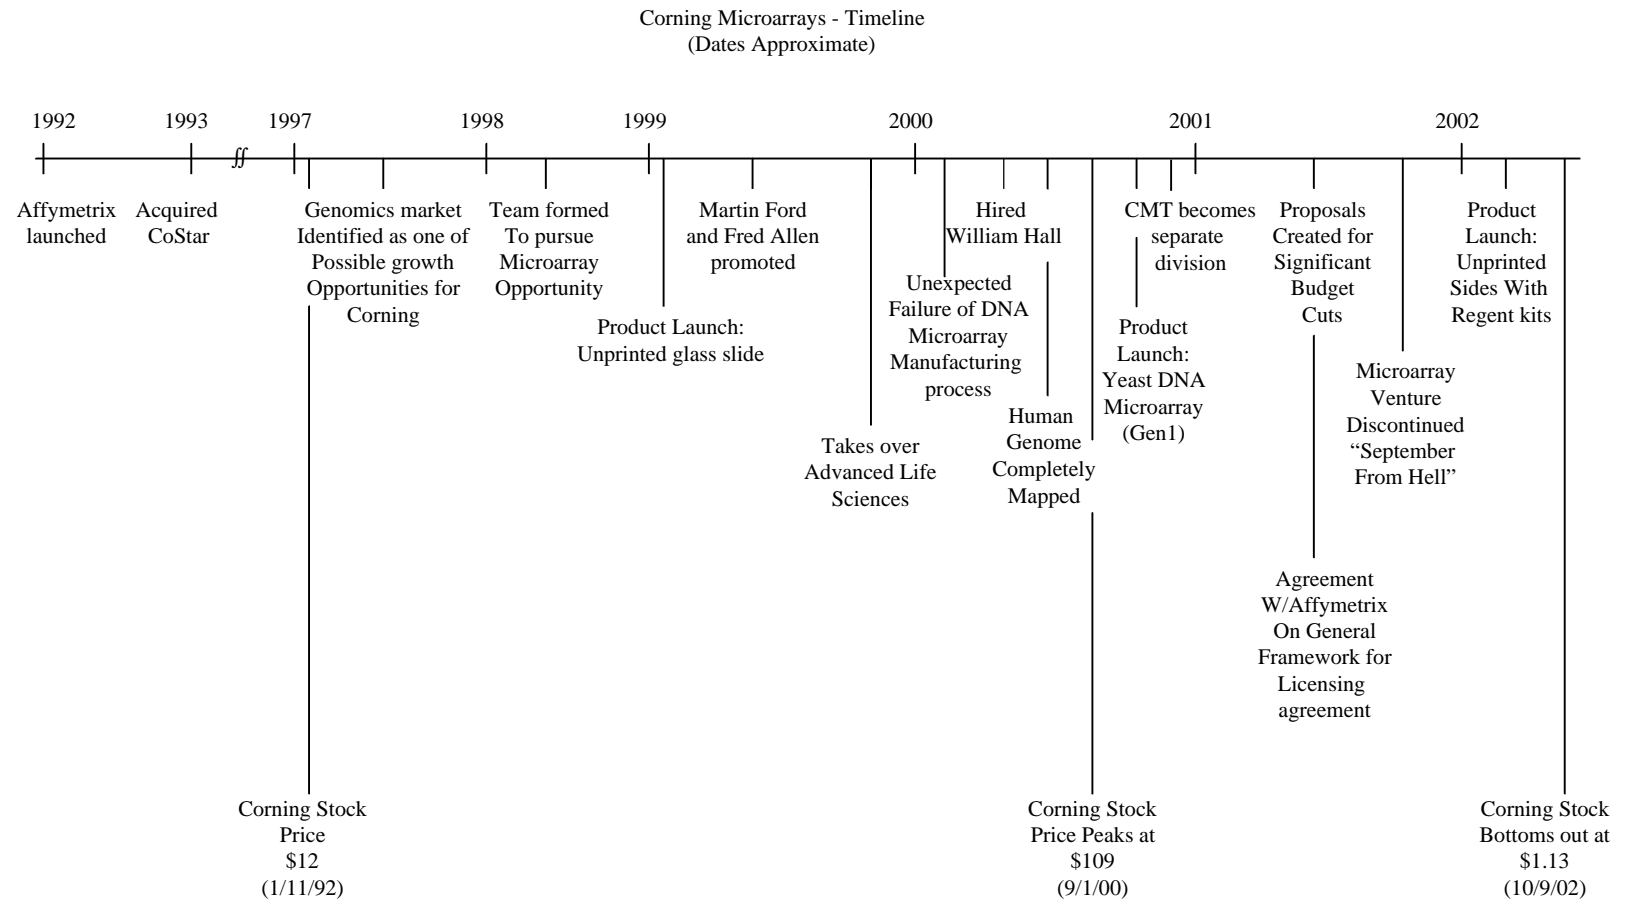 Corning Microarrays - Timeline
(Dates Approximate)
1992
1993
1997
1998
1999
2000
2001
2002
Affymetrix
launched
Acquired
CoStar
Genomics market
Identified as one of
Possible growth
Opportunities for
Corning
Team formed
To pursue
Microarray
Opportunity
Product Launch:
Unprinted glass slide
Martin Ford
and Fred Allen
promoted
Takes over
Advanced Life
Sciences
Unexpected
Failure of DNA
Microarray
Manufacturing
process
Hired
William Hall
Human
Genome
Completely
Mapped
CMT becomes
separate
division
Product
Launch:
Yeast DNA
Microarray
(Gen1)
Proposals
Created for
Significant
Budget
Cuts
Agreement
W/Affymetrix
On General
Framework for
Licensing
agreement
Microarray
Venture
Discontinued
“September
From Hell”
Product
Launch:
Unprinted
Sides With
Regent kits
Corning Stock
Price
$12
(1/11/92)
Corning Stock
Price Peaks at
$109
(9/1/00)
Corning Stock
Bottoms out at
$1.13
(10/9/02)